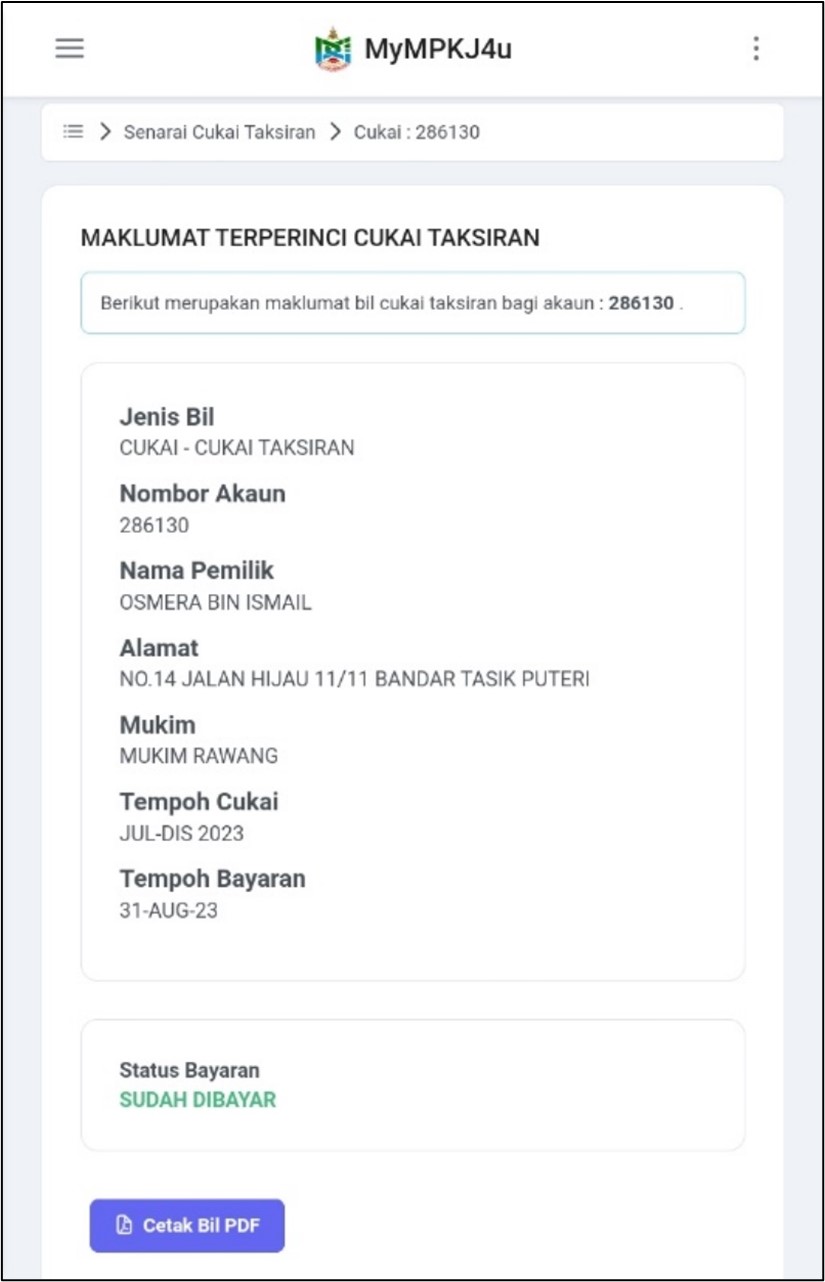 MyMPKJ4u
Senarai Cukai Taksiran > Cukai : 286130
MAKLUMAT TERPERINCI CUKAI TAKSIRAN
Berikut merupakan maklumat bil cukai taksiran bagi akaun : 286130 .
Jenis Bil
CUKAI - CUKAI TAKSIRAN
Nombor Akaun
286130
Nama Pemilik
OSMERA BIN ISMAIL
Alamat
NO.14 JALAN HIJAU 11/11 BANDAR TASIK PUTERI
Mukim
MUKIM RAWANG
Tempoh Cukai
JUL-DIS 2023
Tempoh Bayaran
31-AUG-23
Status Bayaran
SUDAH DIBAYAR
Cetak Bil PDF